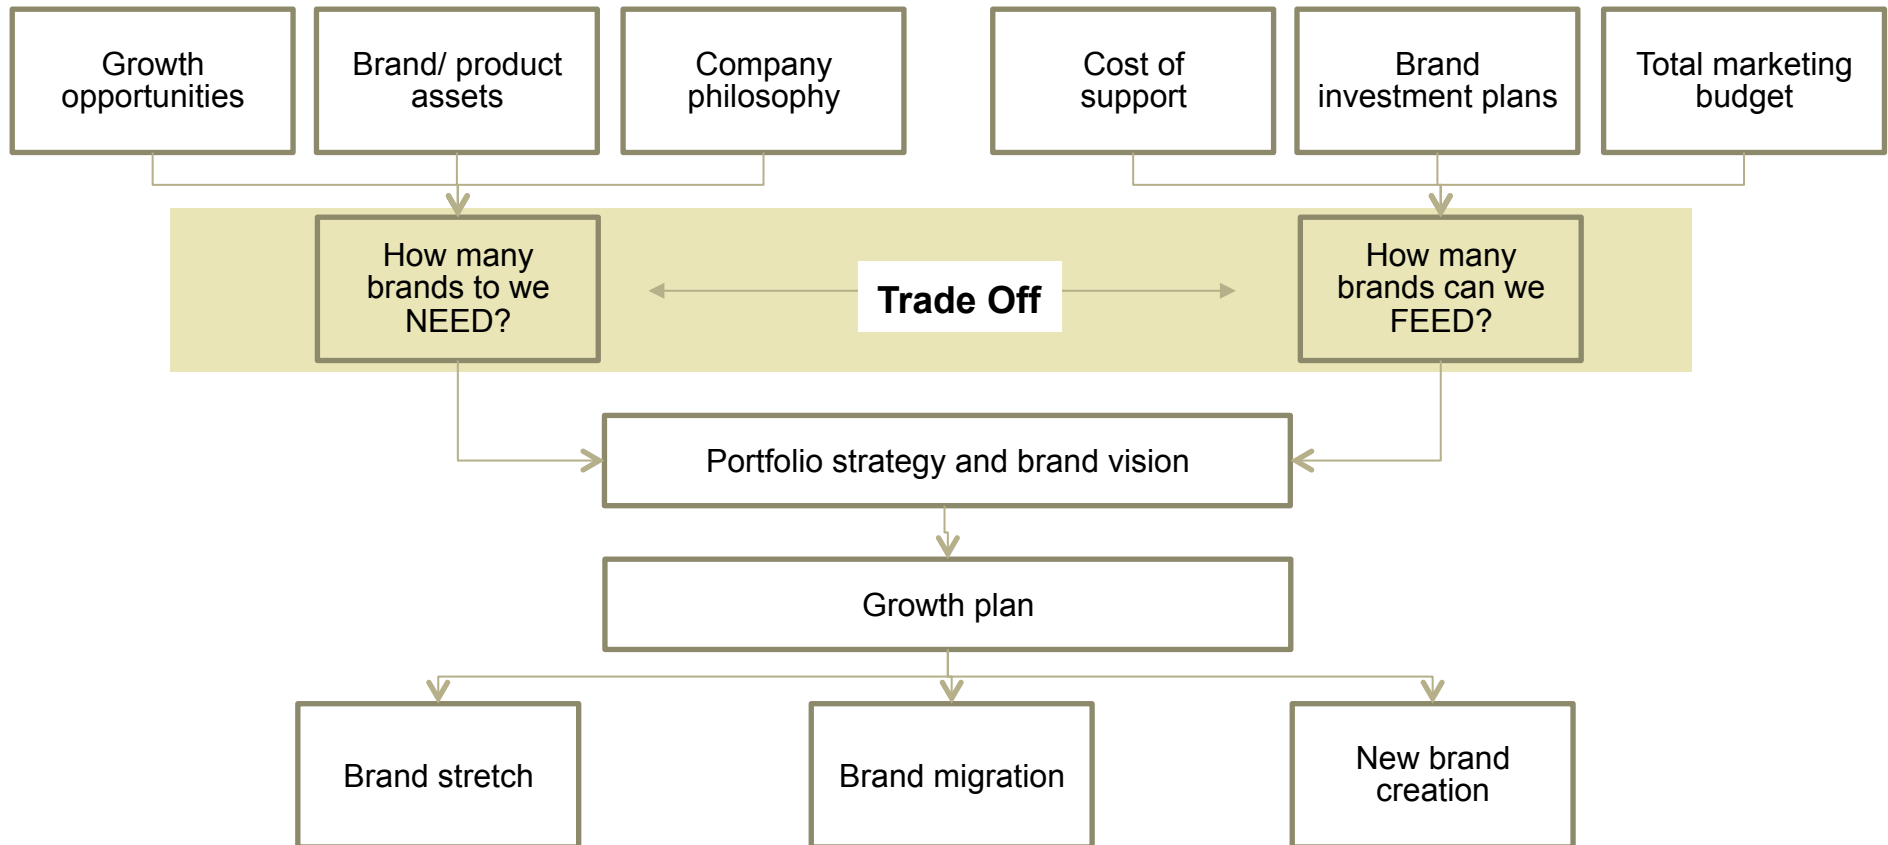 Growth
opportunities
Brand/ product
assets
Company
philosophy
Cost of
support
Brand
investment plans
Total marketing
budget
How many
brands to we
NEED?
Trade Off
How many
brands can we
FEED?
Portfolio strategy and brand vision
Growth plan
Brand stretch
Brand migration
New brand
creation